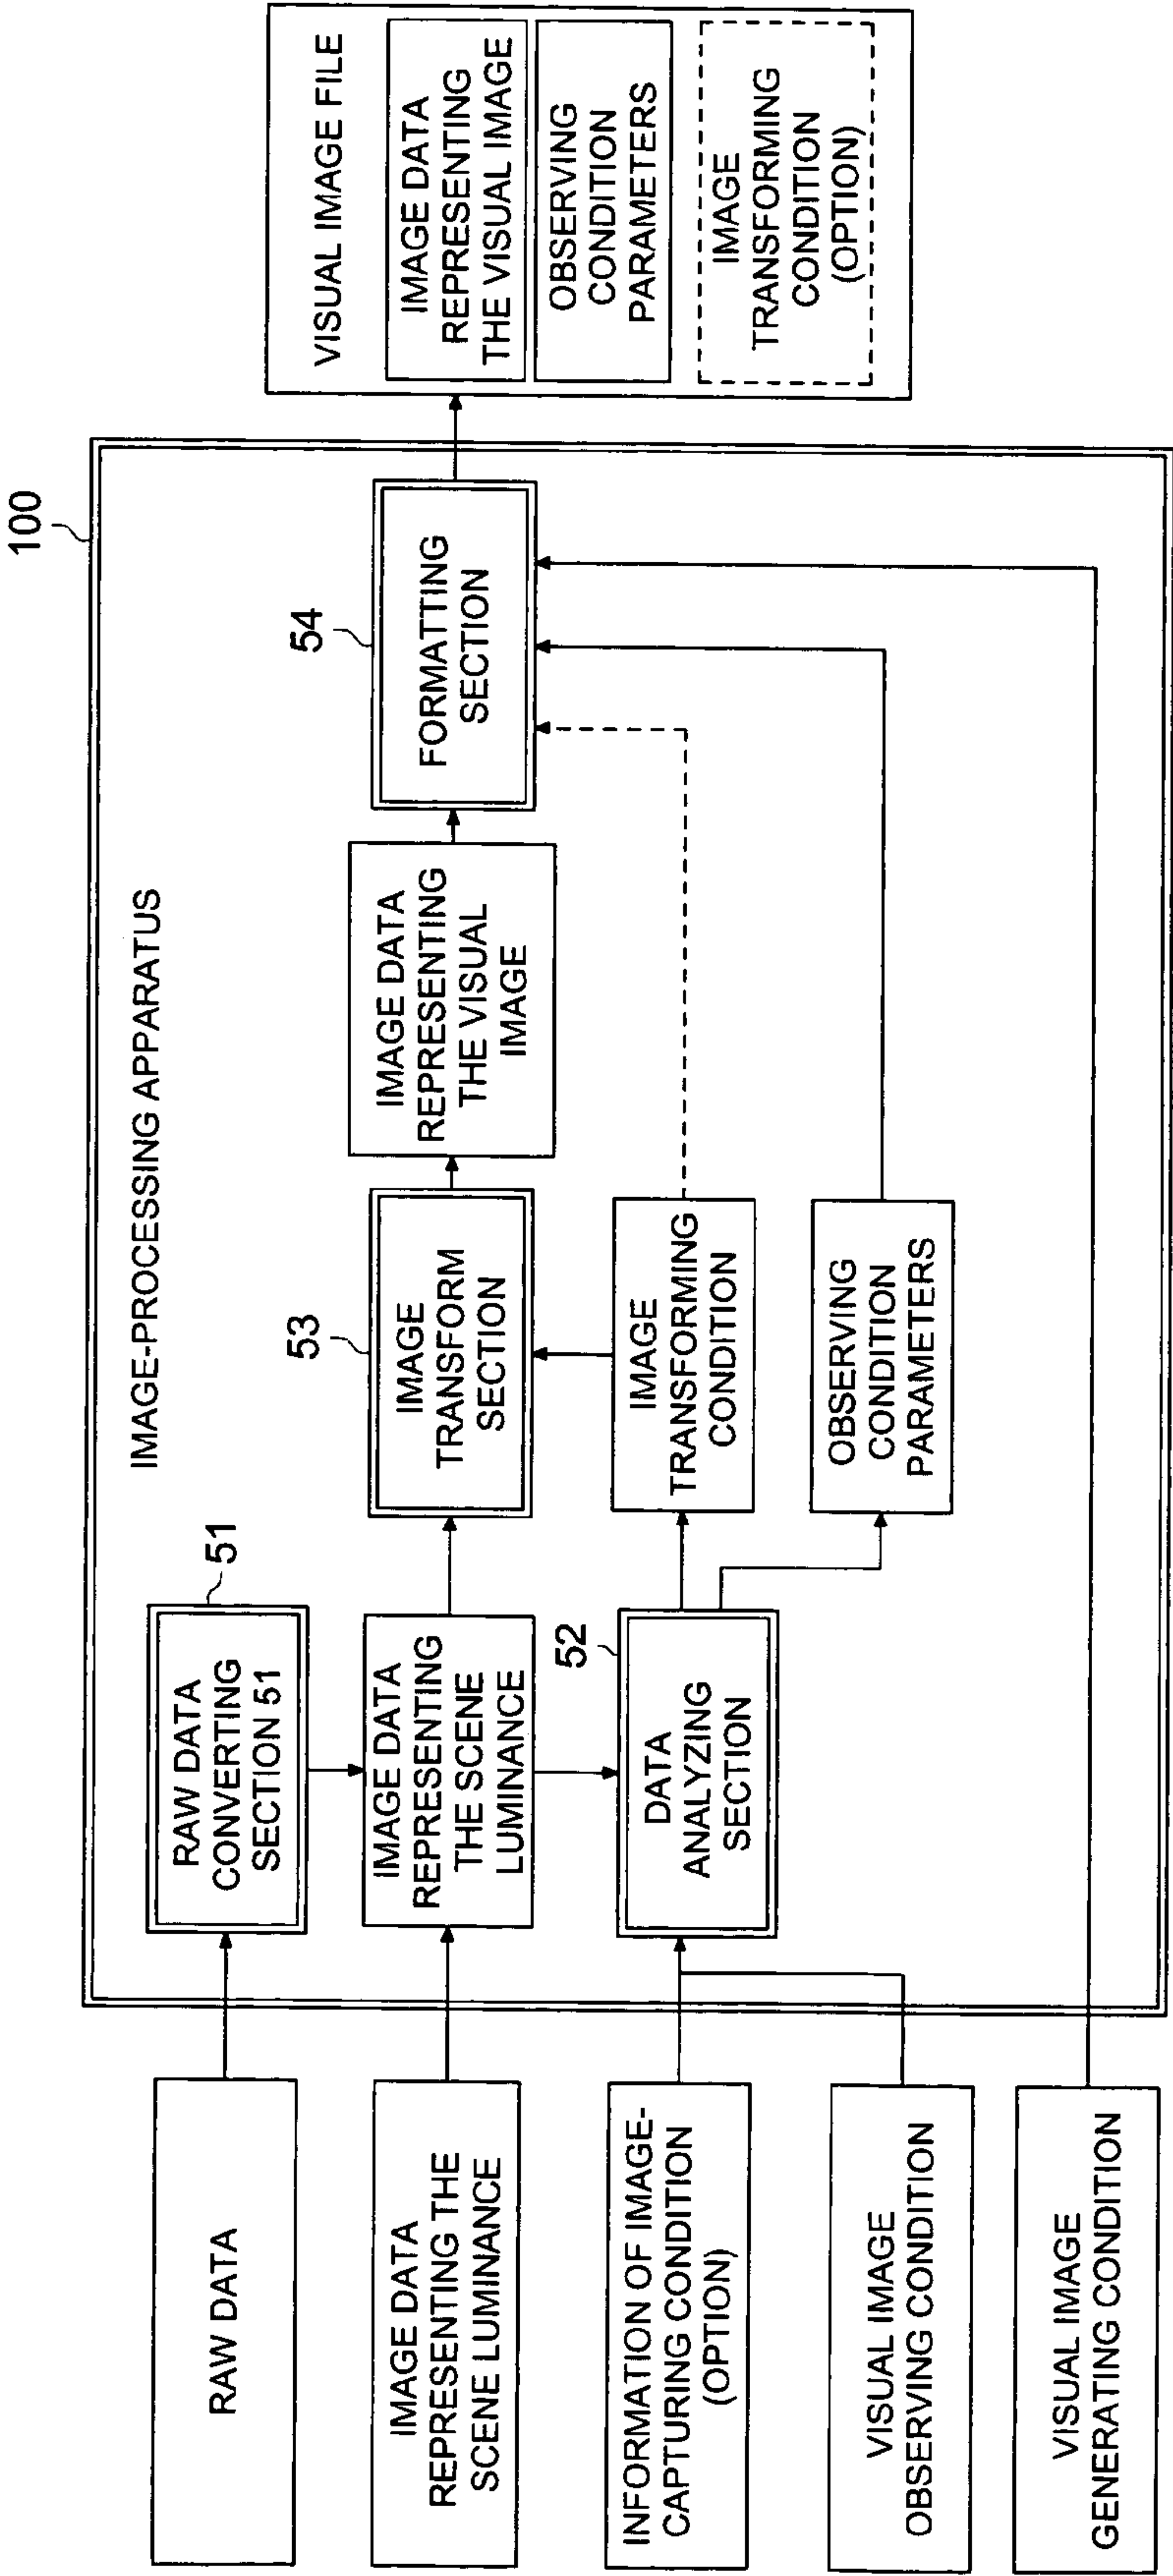 100
IMAGE-PROCESSING APPARATUS
RAW DATA
IMAGE DATA
REPRESENTING THE
SCENE LUMINANCE
INFORMATION OF IMAGE-
CAPTURING CONDITION
(OPTION)
VISUAL IMAGE
OBSERVING CONDITION
VISUAL IMAGE
GENERATING CONDITION
51
RAW DATA
CONVERTING
SECTION 51
IMAGE DATA
REPRESENTING
THE SCENE
LUMINANCE
52
DATA
ANALYZING
SECTION
53
IMAGE
TRANSFORM
SECTION
IMAGE
TRANSFORMING
CONDITION
OBSERVING
CONDITION
PARAMETERS
IMAGE DATA
REPRESENTING
THE VISUAL
IMAGE
54
FORMATTING
SECTION
VISUAL IMAGE FILE
IMAGE DATA
REPRESENTING
THE VISUAL IMAGE
OBSERVING
CONDITION
PARAMETERS
IMAGE
TRANSFORMING
CONDITION
(OPTION)